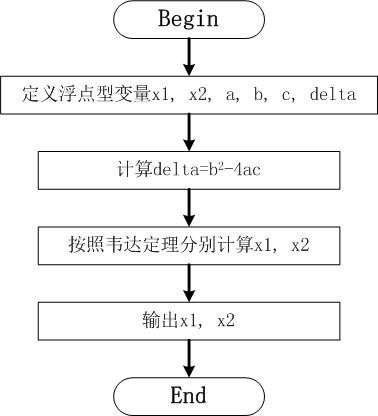 Begin
定义浮点型变量x1, x2, a, b, c, delta
计算delta=b²-4ac
按照韦达定理分别计算x1, x2
输出x1, x2
End